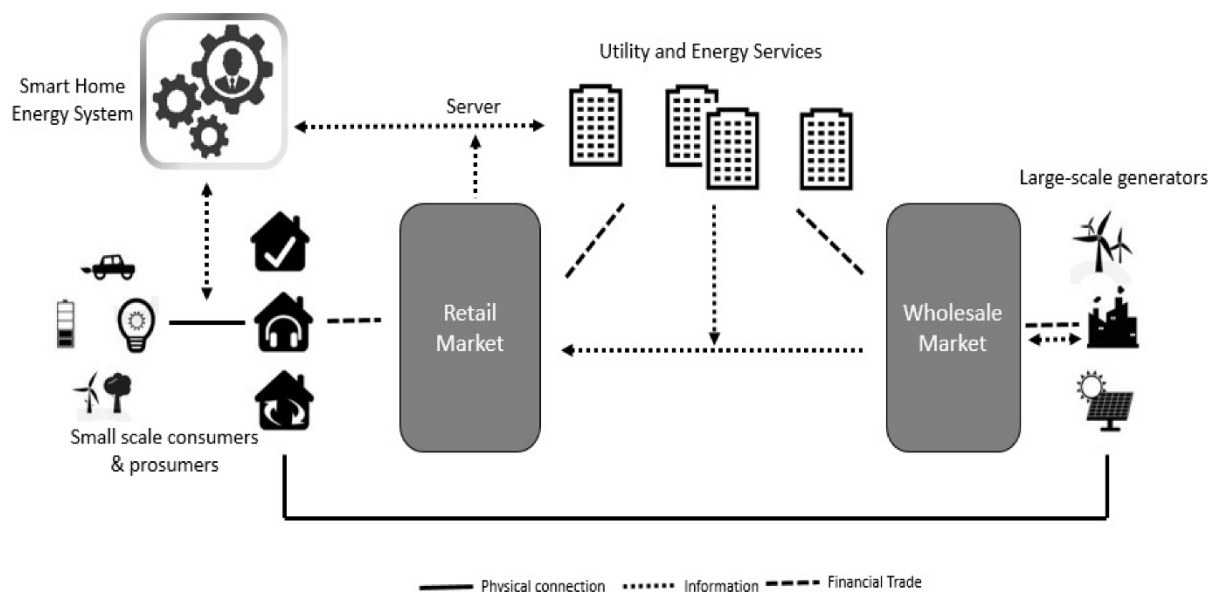 Utility and Energy Services
Smart Home
Energy System
Server
Large-scale generators
Retail
Market
Wholesale
Market
Small scale consumers
& prosumers
Physical connection
Information
Financial Trade